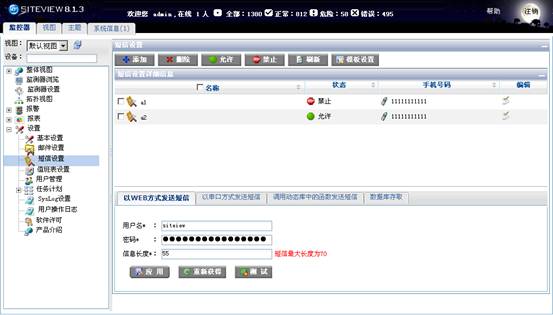 SITEVIEW 8.1.3
欢迎您 admin,在线 1 人 全部:1380 正常:812 危险:58 错误:495
帮助 注销
监控器 视图 主题 系统信息(1)
视图: 默认视图
设备:
整体视图
监测器浏览
监测器设置
拓扑视图
报警
报表
设置
基本设置
邮件设置
短信设置
值班表设置
用户管理
任务计划
SysLog设置
用户操作日志
软件许可
产品介绍
短信设置
添加 删除 允许 禁止 刷新 模板设置
短信设置详细信息
名称 状态 手机号码 编辑
a1 禁止 11111111111
a2 允许 11111111111
以WEB方式发送短信 以串口方式发送短信 调用动态库中的函数发送短信 数据库存取
用户名* : siteview
密码* : ●●●●●●●●●●●●●●●●
信息长度* : 55 短信最大长度为70
应 用 重新获得 测 试